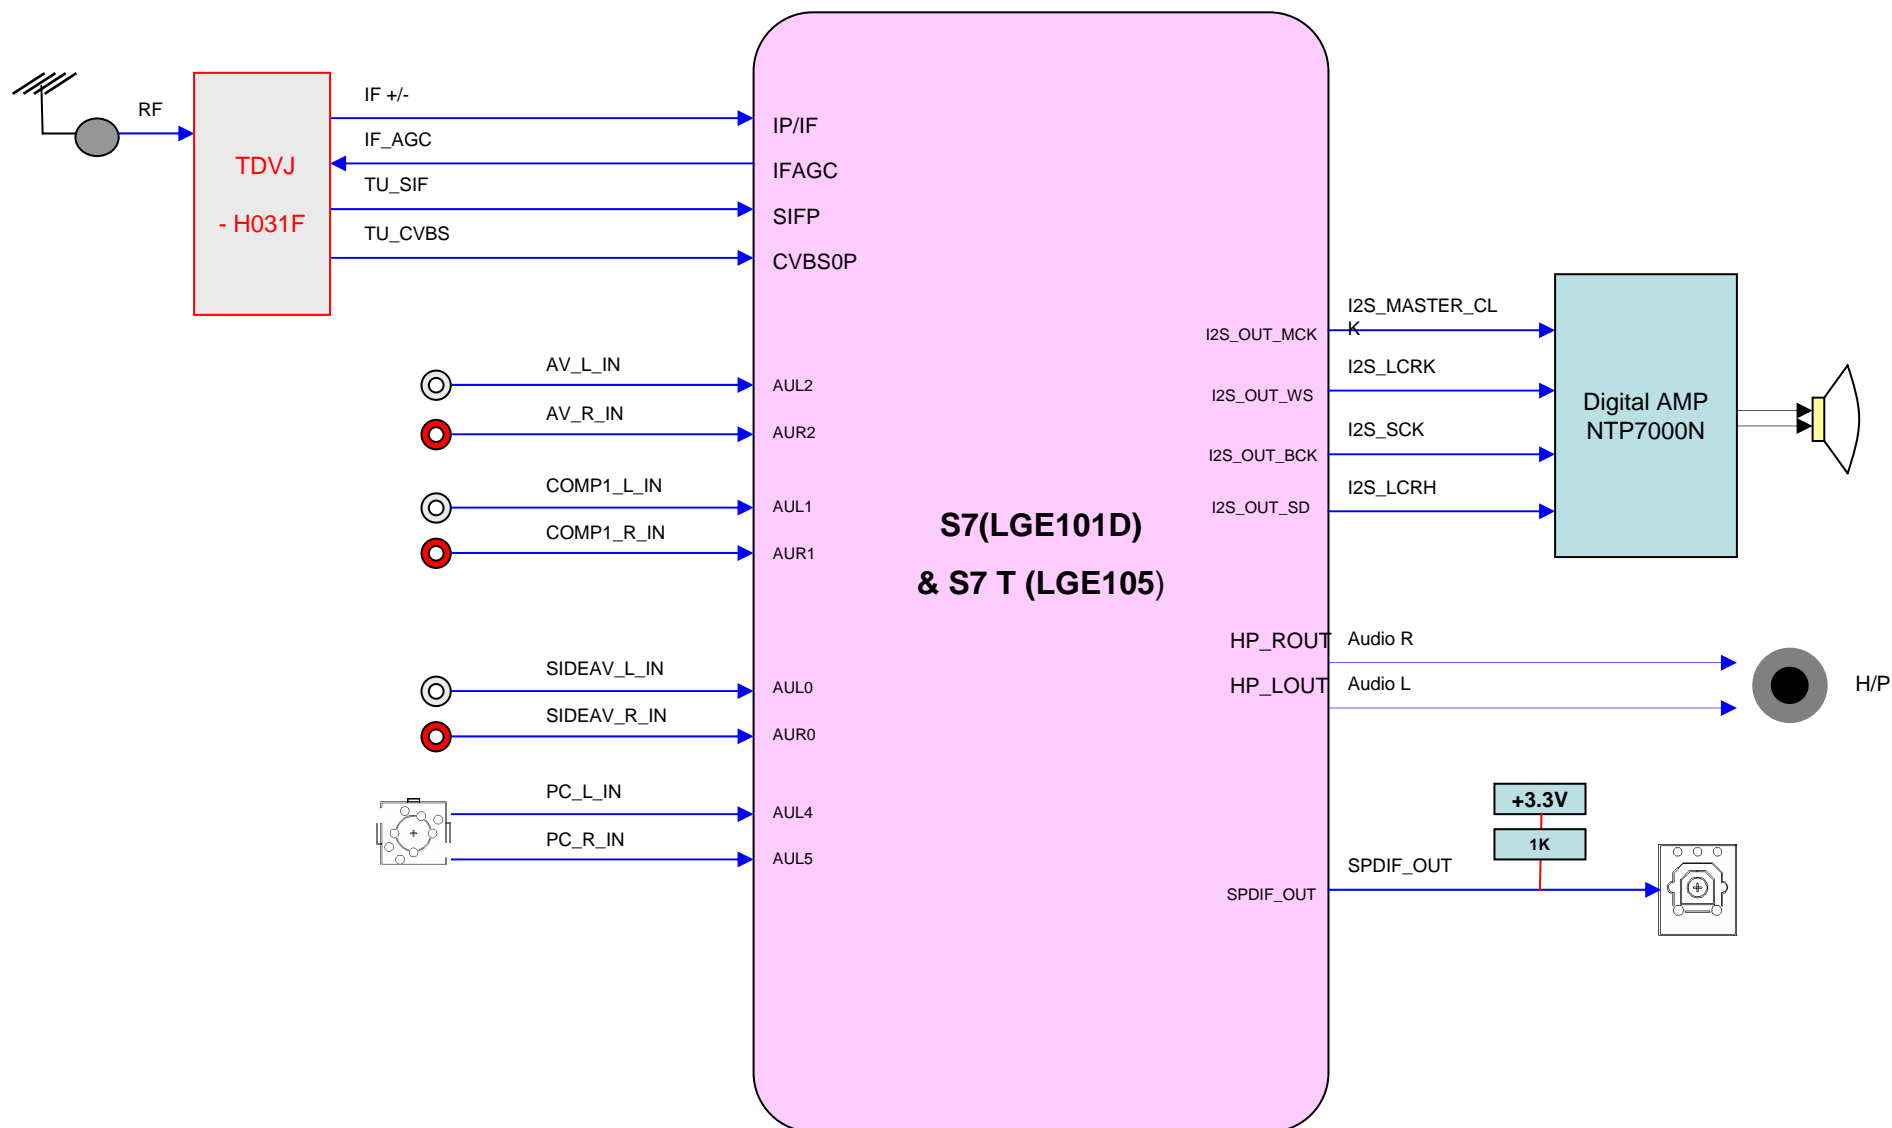 RF
TDVJ
- H031F
IF +/-
IF_AGC
TU_SIF
TU_CVBS
IP/IF
IFAGC
SIFP
CVBS0P
AV_L_IN
AV_R_IN
AUL2
AUR2
COMP1_L_IN
COMP1_R_IN
AUL1
AUR1
SIDEAV_L_IN
SIDEAV_R_IN
AUL0
AUR0
PC_L_IN
PC_R_IN
AUL4
AUL5
S7(LGE101D)
& S7 T (LGE105)
I2S_OUT_MCK
I2S_OUT_WS
I2S_OUT_BCK
I2S_OUT_SD
I2S_MASTER_CL
K
I2S_LCRK
I2S_SCK
I2S_LCRH
Digital AMP
NTP7000N
HP_ROUT
HP_LOUT
Audio R
Audio L
H/P
+3.3V
1K
SPDIF_OUT
SPDIF_OUT